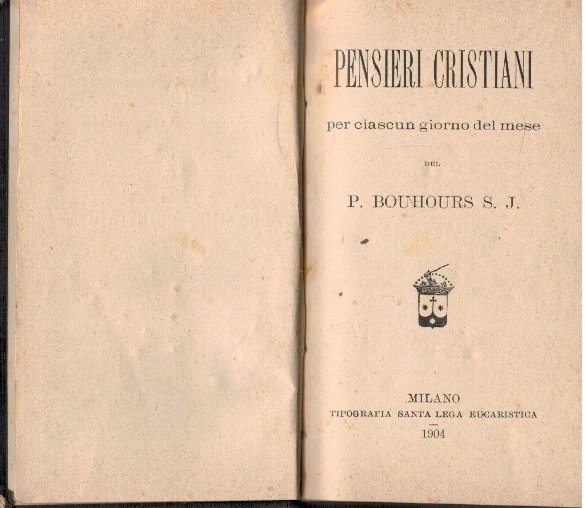 PENSIERI CRISTIANI
per ciascun giorno del mese
DEL
P. BOUHOURS S. J.
MILANO
TIPOGRAFIA SANTA LEGA EUCARISTICA
1904